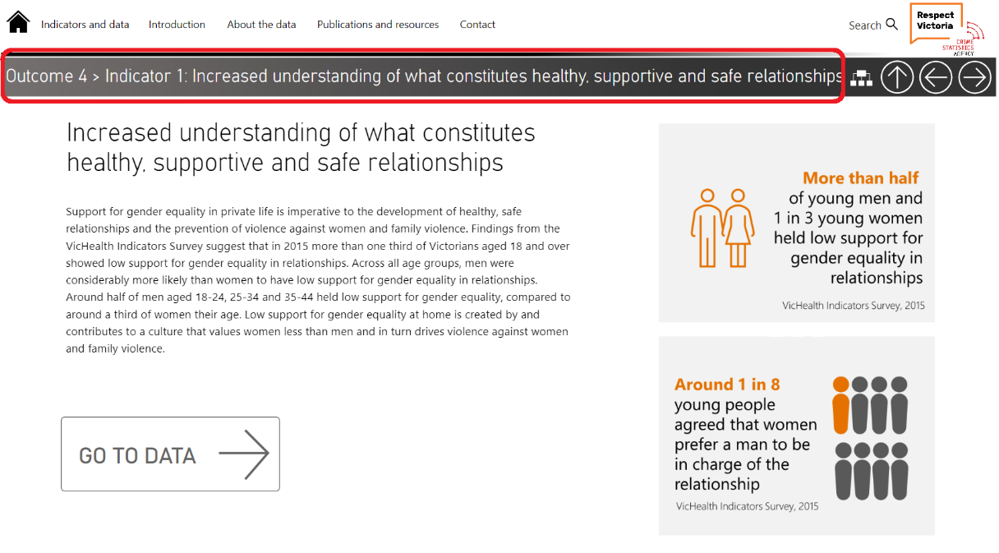 Indicators and data Introduction About the data Publications and resources Contact Search
Respect
Victoria
CRIME
STATISTICS
AGENCY
Outcome 4 > Indicator 1: Increased understanding of what constitutes healthy, supportive and safe relationships
Increased understanding of what constitutes
healthy, supportive and safe relationships
Support for gender equality in private life is imperative to the development of healthy, safe
relationships and the prevention of violence against women and family violence. Findings from the
VicHealth Indicators Survey suggest that in 2015 more than one third of Victorians aged 18 and over
showed low support for gender equality in relationships. Across all age groups, men were
considerably more likely than women to have low support for gender equality in relationships.
Around half of men aged 18-24, 25-34 and 35-44 held low support for gender equality, compared to
around a third of women their age. Low support for gender equality at home is created by and
contributes to a culture that values women less than men and in turn drives violence against women
and family violence.
GO TO DATA
More than half
of young men and
1 in 3 young women
held low support for
gender equality in
relationships
VicHealth Indicators Survey, 2015
Around 1 in 8
young people
agreed that women
prefer a man to be
in charge of the
relationship
VicHealth Indicators Survey, 2015